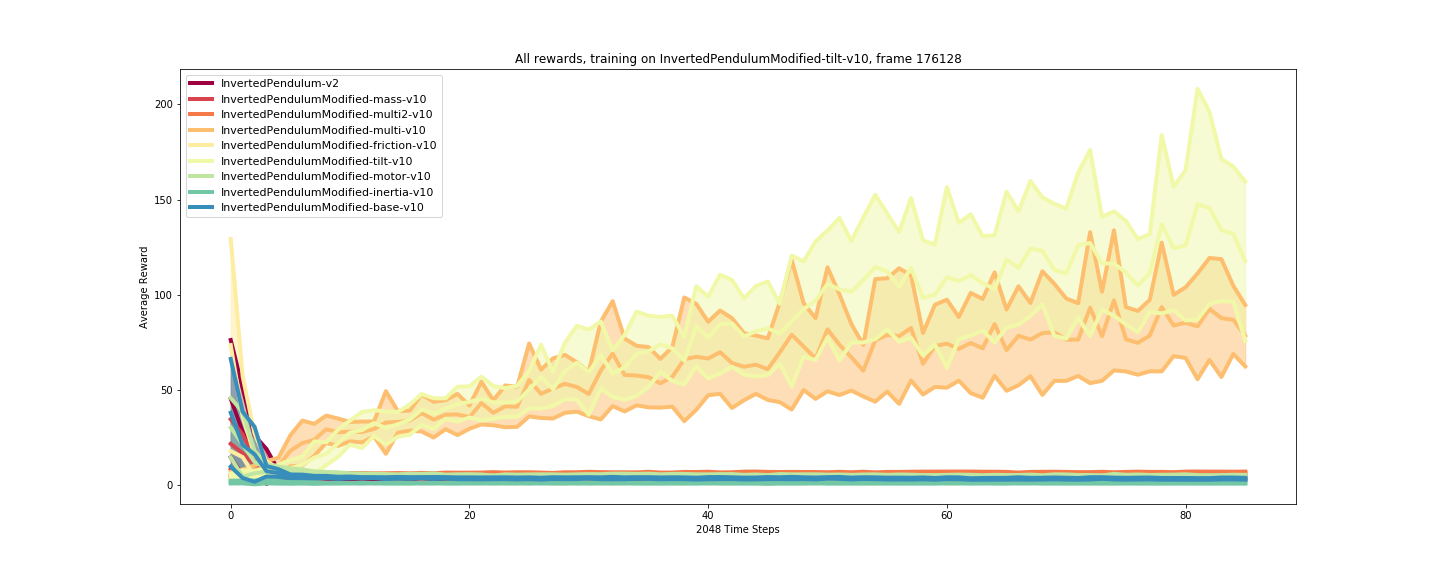 All rewards, training on InvertedPendulumModified-tilt-v10, frame 176128
InvertedPendulum-v2
InvertedPendulumModified-mass-v10
InvertedPendulumModified-multi2-v10
InvertedPendulumModified-multi-v10
InvertedPendulumModified-friction-v10
InvertedPendulumModified-tilt-v10
InvertedPendulumModified-motor-v10
InvertedPendulumModified-inertia-v10
InvertedPendulumModified-base-v10
Average Reward
200
150
100
50
0
0 20 40 60 80
2048 Time Steps